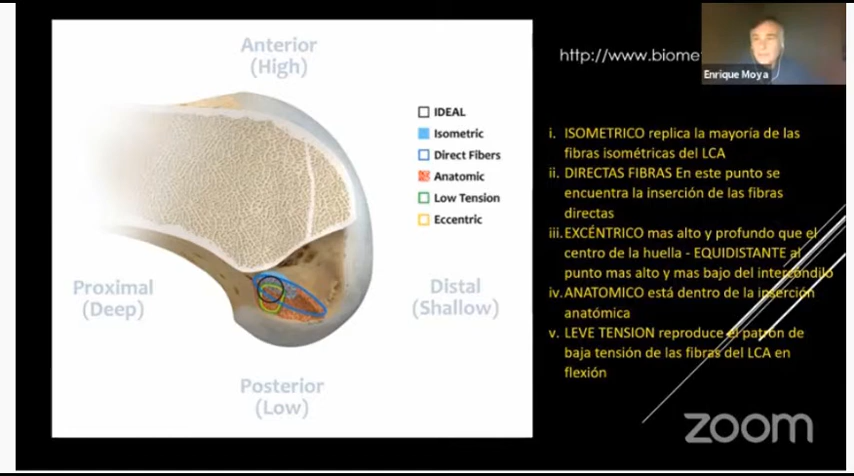 Anterior
(High)
IDEAL
Isometric
Direct Fibers
Anatomic
Low Tension
Eccentric
Proximal
(Deep)
Distal
(Shallow)
Posterior
(Low)
http://www.biome
Enrique Moya
i. ISOMETRICO replica la mayoría de las
fibras isométricas del LCA
ii. DIRECTAS FIBRAS En este punto se
encuentra la inserción de las fibras
directas
iii. EXCÉNTRICO mas alto y profundo que el
centro de la huella - EQUIDISTANTE al
punto mas alto y mas bajo del intercóndilo
iv. ANATOMICO está dentro de la inserción
anatómica
v. LEVE TENSION reproduce el patrón de
baja tensión de las fibras del LCA en
flexión
zoom